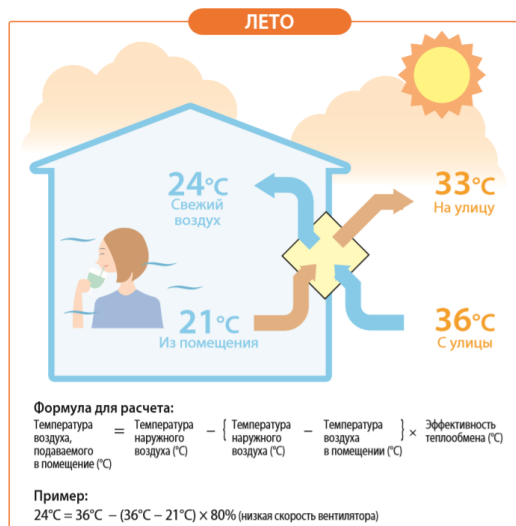 ЛЕТО
24°C
Свежий
воздух
33°C
На улицу
21°C
Из помещения
36°C
С улицы
Формула для расчета:
Температура воздуха, подаваемого в помещение (°C) = Температура наружного воздуха (°C) − { Температура наружного воздуха (°C) − Температура воздуха в помещении (°C) } × Эффективность теплообмена (°C)
Пример:
24°C = 36°C − (36°C − 21°C) × 80% (низкая скорость вентилятора)